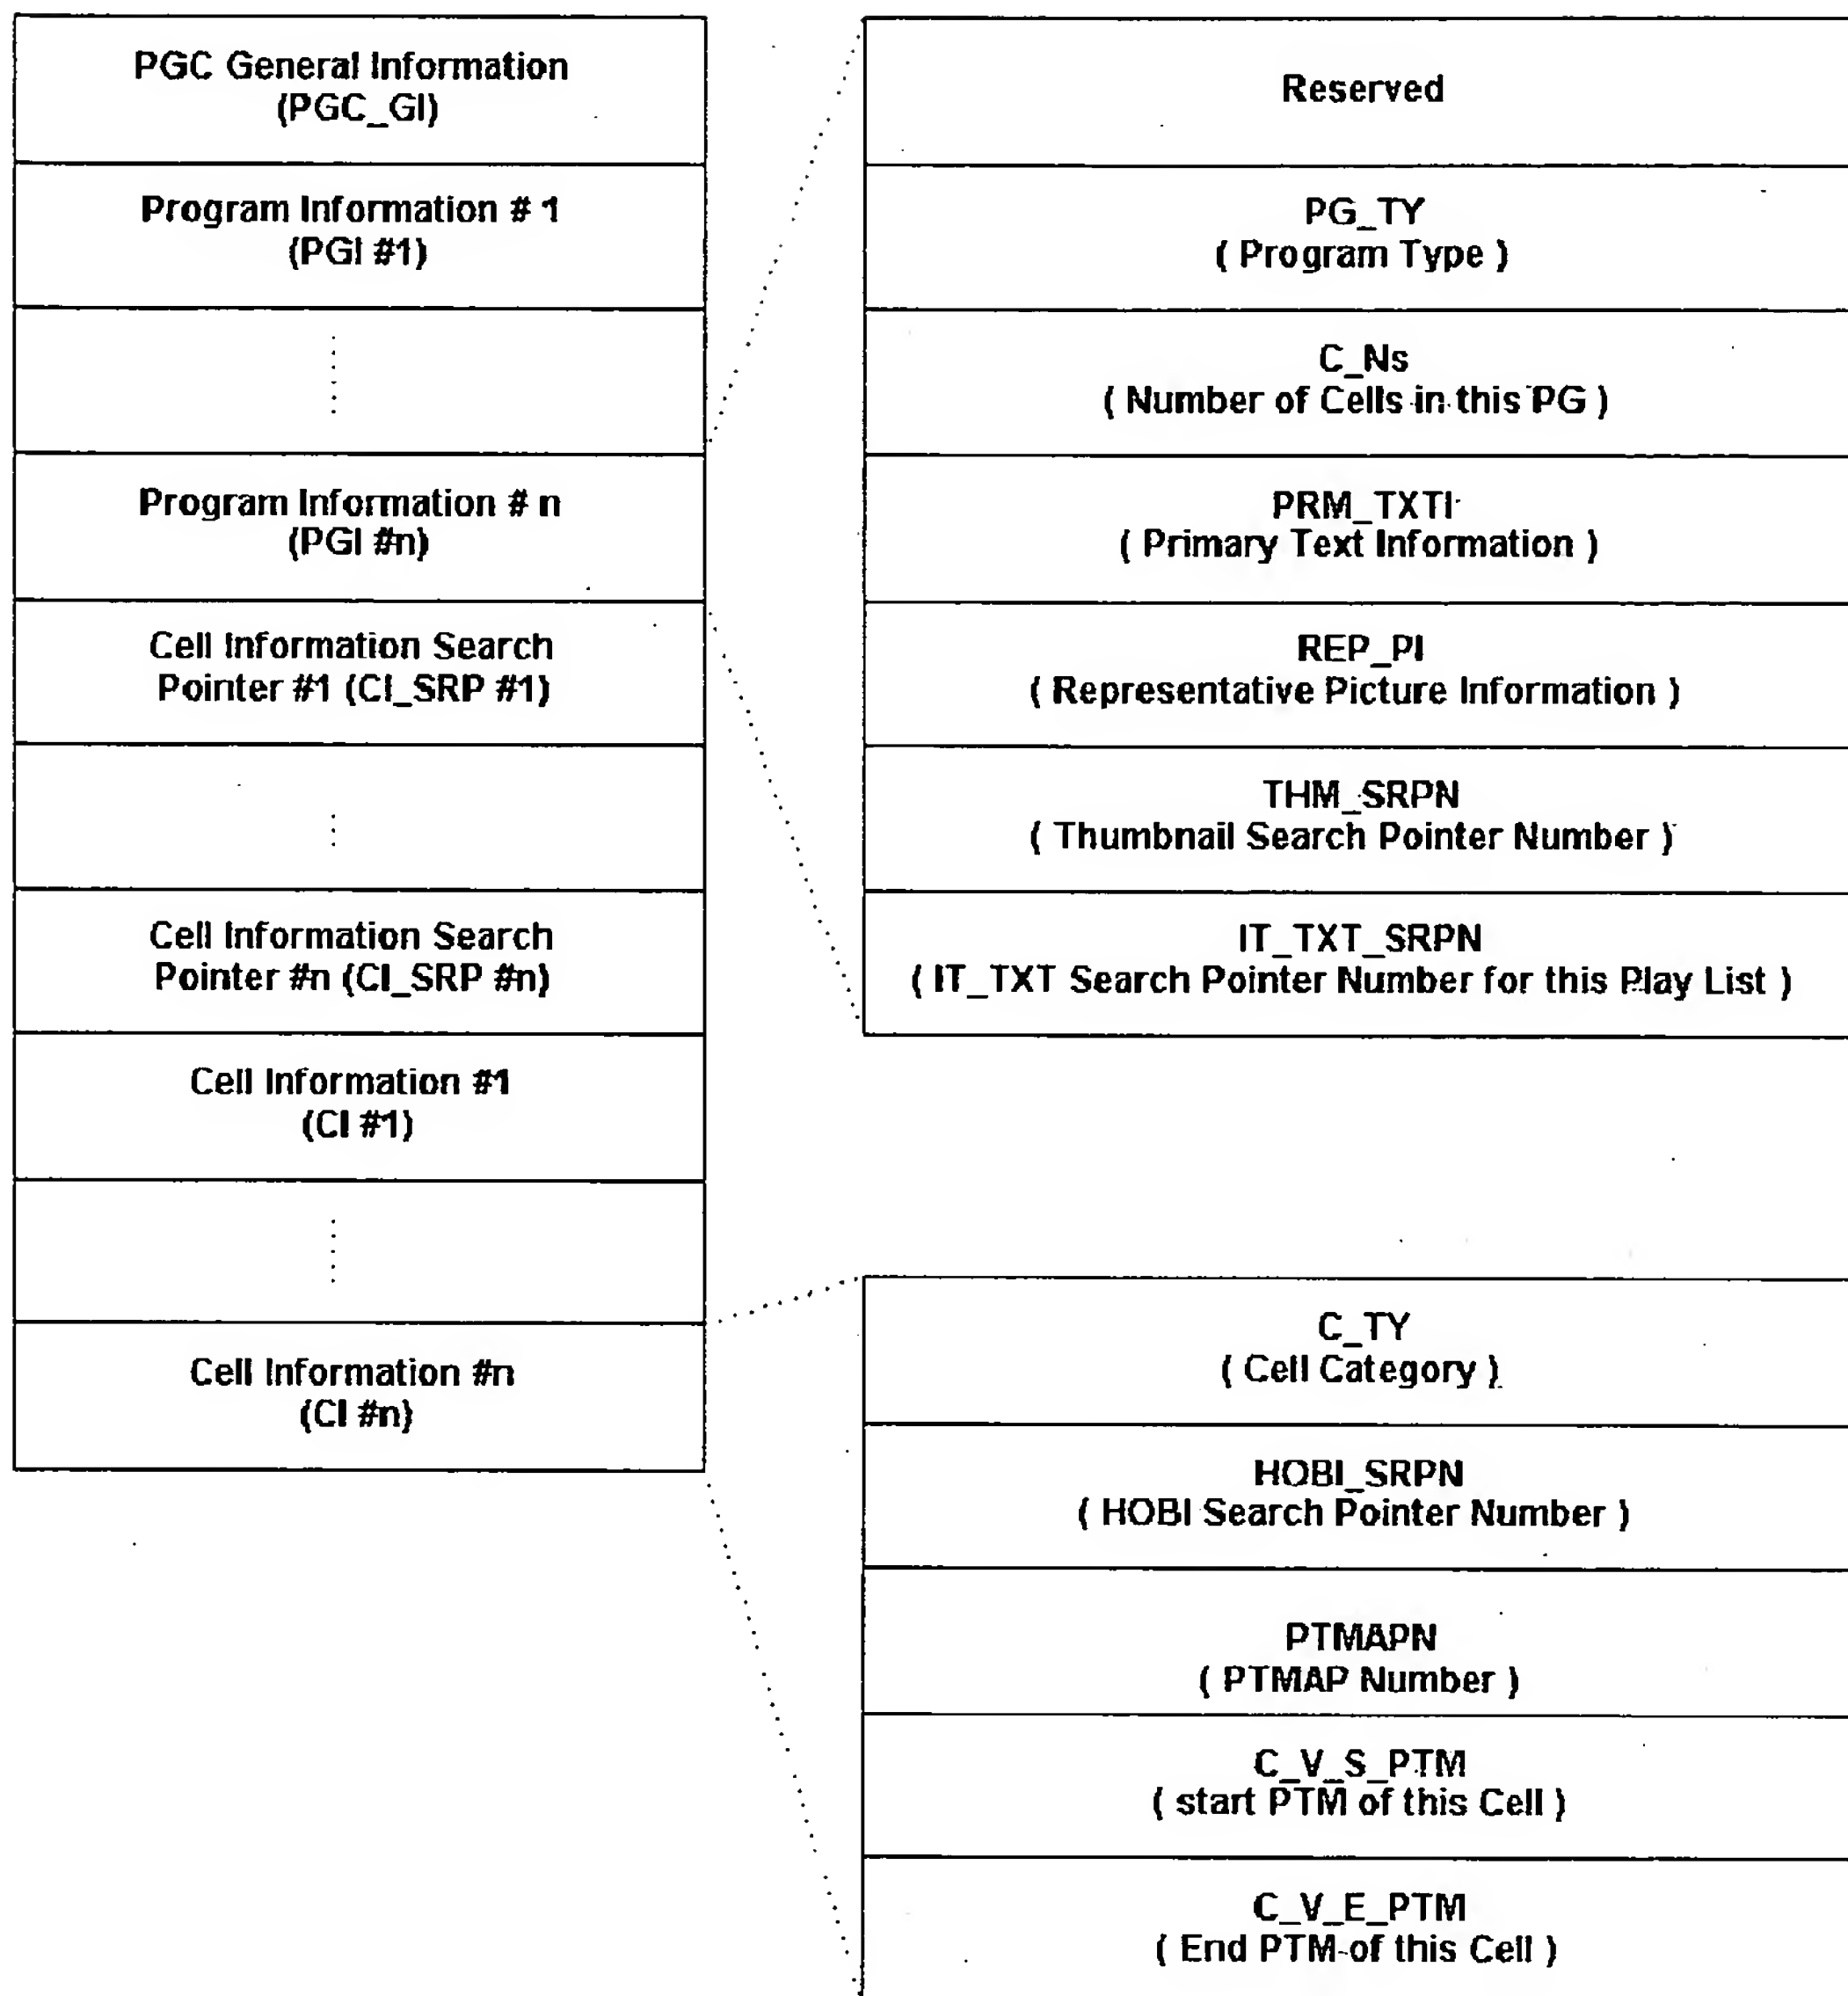 PGC General Information
(PGC_GI)
Program Information # 1
(PGI #1)
Program Information # n
(PGI #n)
Cell Information Search
Pointer #1 (CI_SRP #1)
Cell Information Search
Pointer #n (CI_SRP #n)
Cell Information #1
(CI #1)
Cell Information #n
(CI #n)
Reserved
PG_TY
( Program Type )
C_Ns
( Number of Cells in this PG )
PRM_TXTI
( Primary Text Information )
REP_PI
( Representative Picture Information )
THM_SRPN
( Thumbnail Search Pointer Number )
IT_TXT_SRPN
( IT_TXT Search Pointer Number for this Play List )
C_TY
( Cell Category )
HOBI_SRPN
( HOBI Search Pointer Number )
PTMAPN
( PTMAP Number )
C_V_S_PTM
( start PTM of this Cell )
C_V_E_PTM
( End PTM of this Cell )